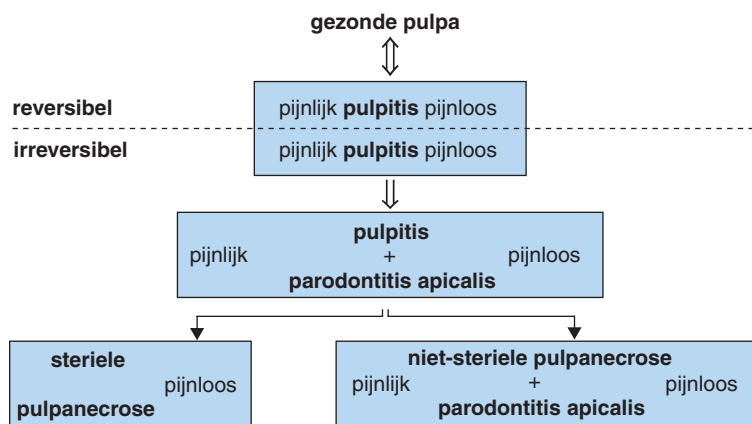 gezonde pulpa
reversibel
pijnlijk pulpitis pijnloos
irreversibel
pijnlijk pulpitis pijnloos
pulpitis
pijnlijk + pijnloos
parodontitis apicalis
steriele
pijnloos
pulpanecrose
niet-steriele pulpanecrose
pijnlijk + pijnloos
parodontitis apicalis